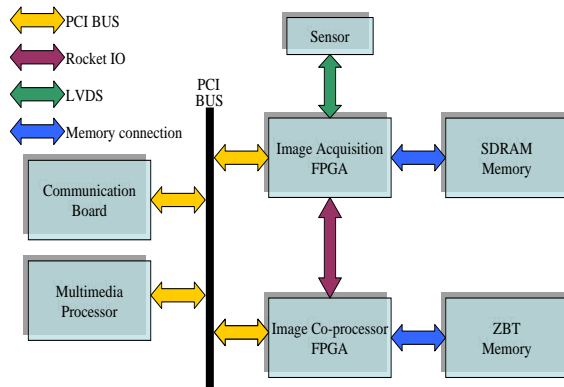 PCI BUS
Rocket IO
LVDS
Memory connection
PCI
BUS
Sensor
Image Acquisition
FPGA
SDRAM
Memory
Communication
Board
Multimedia
Processor
Image Co-processor
FPGA
ZBT
Memory